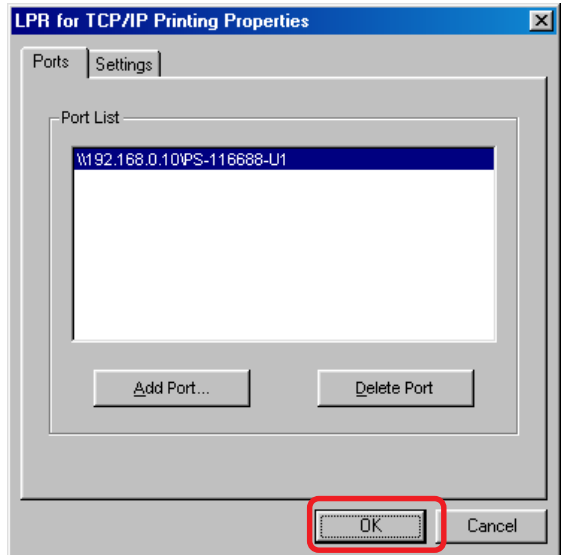 LPR for TCP/IP Printing Properties
Ports Settings
Port List
\\192.168.0.10\PS-116688-U1
Add Port... Delete Port
OK Cancel